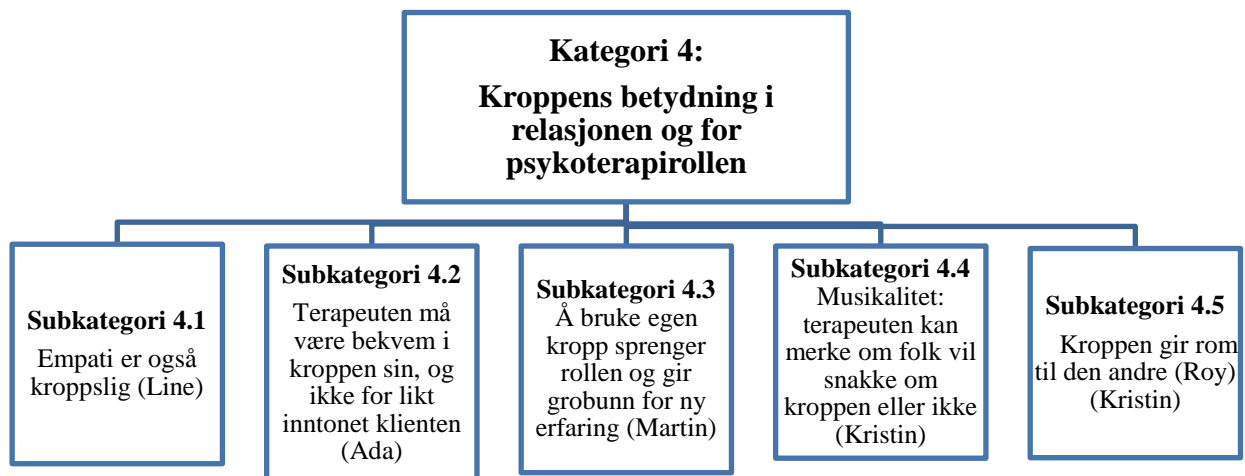 Kategori 4:
Kroppens betydning i
relasjonen og for
psykoterapirollen
Subkategori 4.1
Empati er også
kroppslig (Line)
Subkategori 4.2
Terapeuten må
være bekvem i
kroppen sin, og
ikke for likt
inntonet klienten
(Ada)
Subkategori 4.3
Å bruke egen
kropp sprenger
rollen og gir
grobunn for ny
erfaring (Martin)
Subkategori 4.4
Musikalitet:
terapeuten kan
merke om folk vil
snakke om
kroppen eller ikke
(Kristin)
Subkategori 4.5
Kroppen gir rom
til den andre (Roy)
(Kristin)